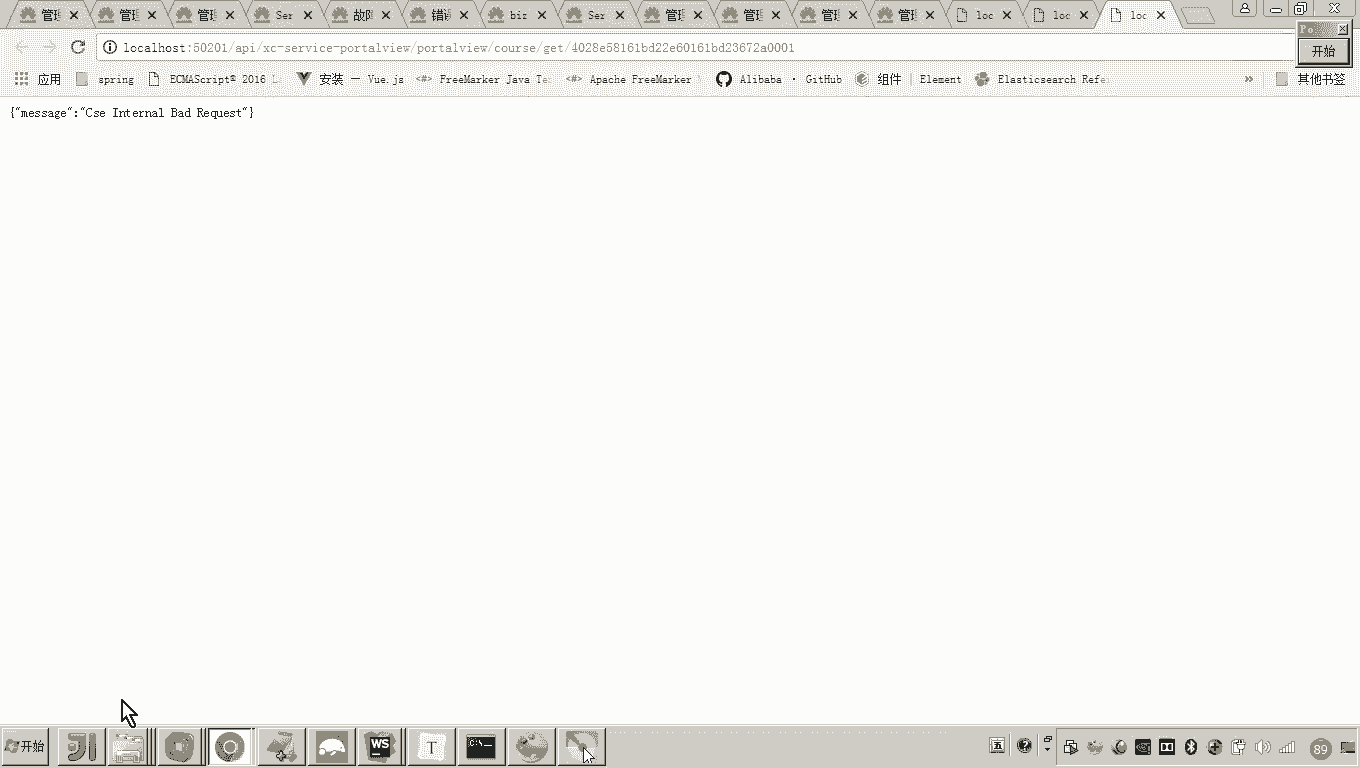 管理 管理 管理 Ser 故障 错误 biz Ser 管理 管理 管理 管理 loc loc loc
localhost:50201/api/xc-service-portalview/portalview/course/get/4028e58161bd22e60161bd23672a0001
开始
应用 spring ECMAScript® 2016 L 安装 — Vue.js FreeMarker Java Te Apache FreeMarker Alibaba · GitHub 组件 | Element Elasticsearch Refe » 其他书签
{"message":"Cse Internal Bad Request"}
开始 WS T C:\ 89